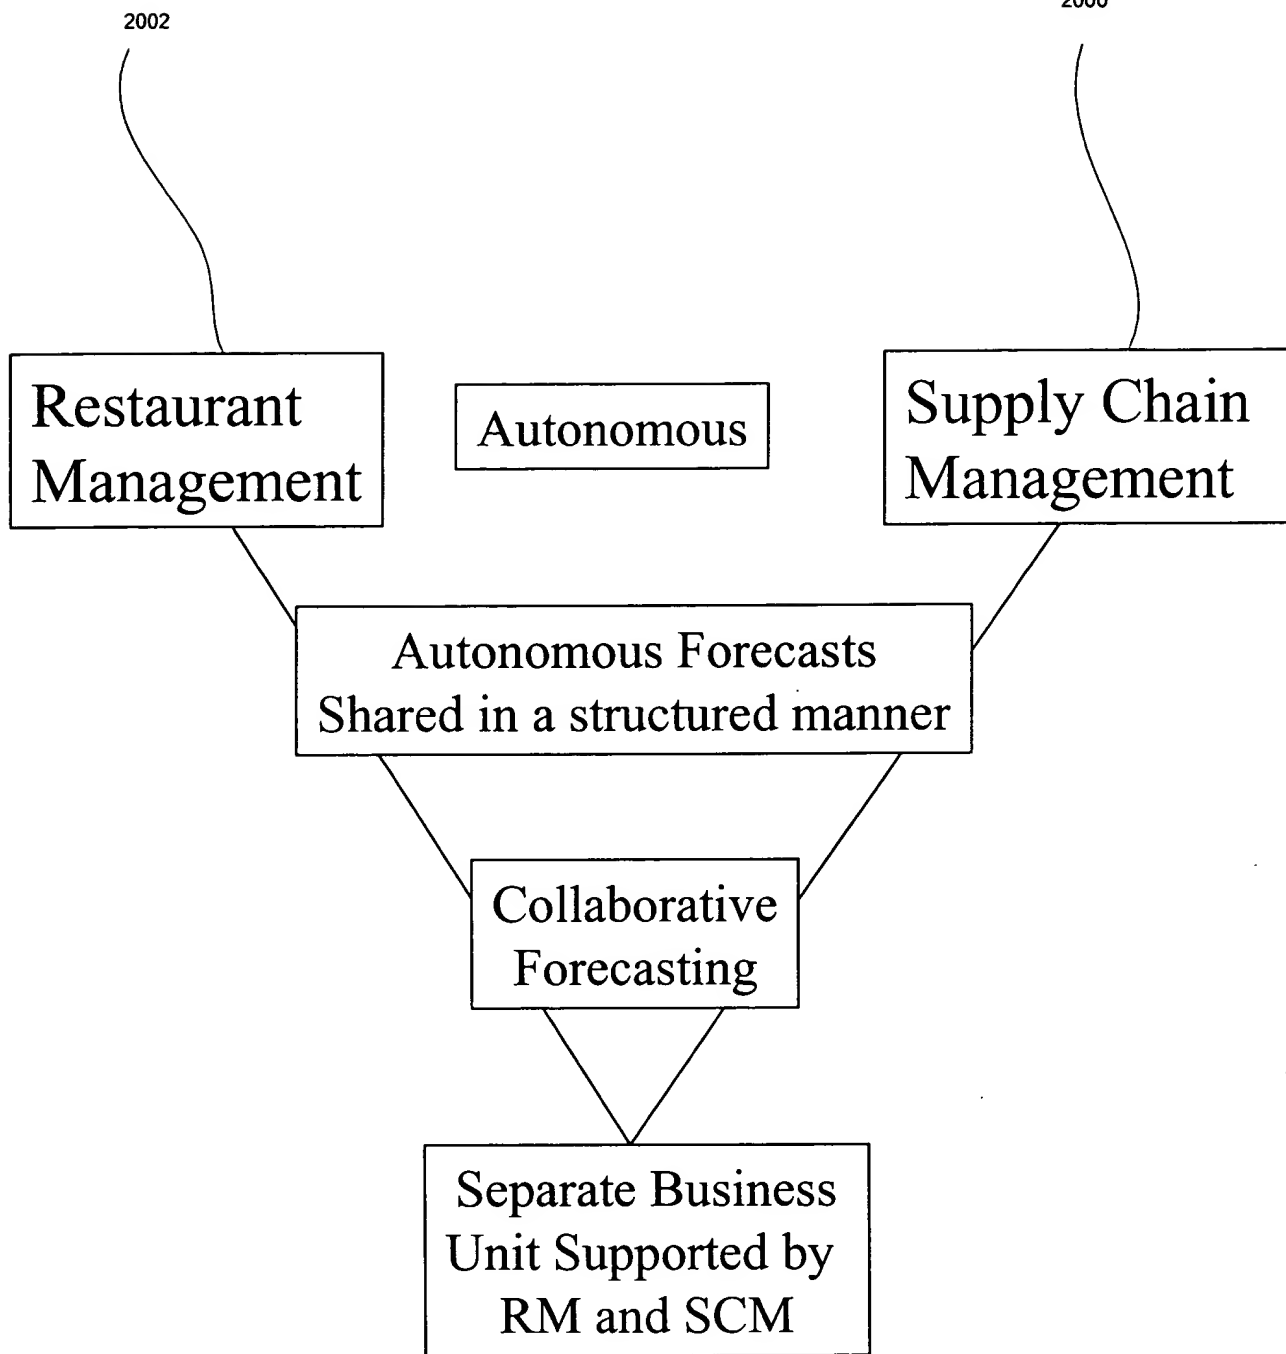 2002
2000
Restaurant
Management
Autonomous
Supply Chain
Management
Autonomous Forecasts
Shared in a structured manner
Collaborative
Forecasting
Separate Business
Unit Supported by
RM and SCM